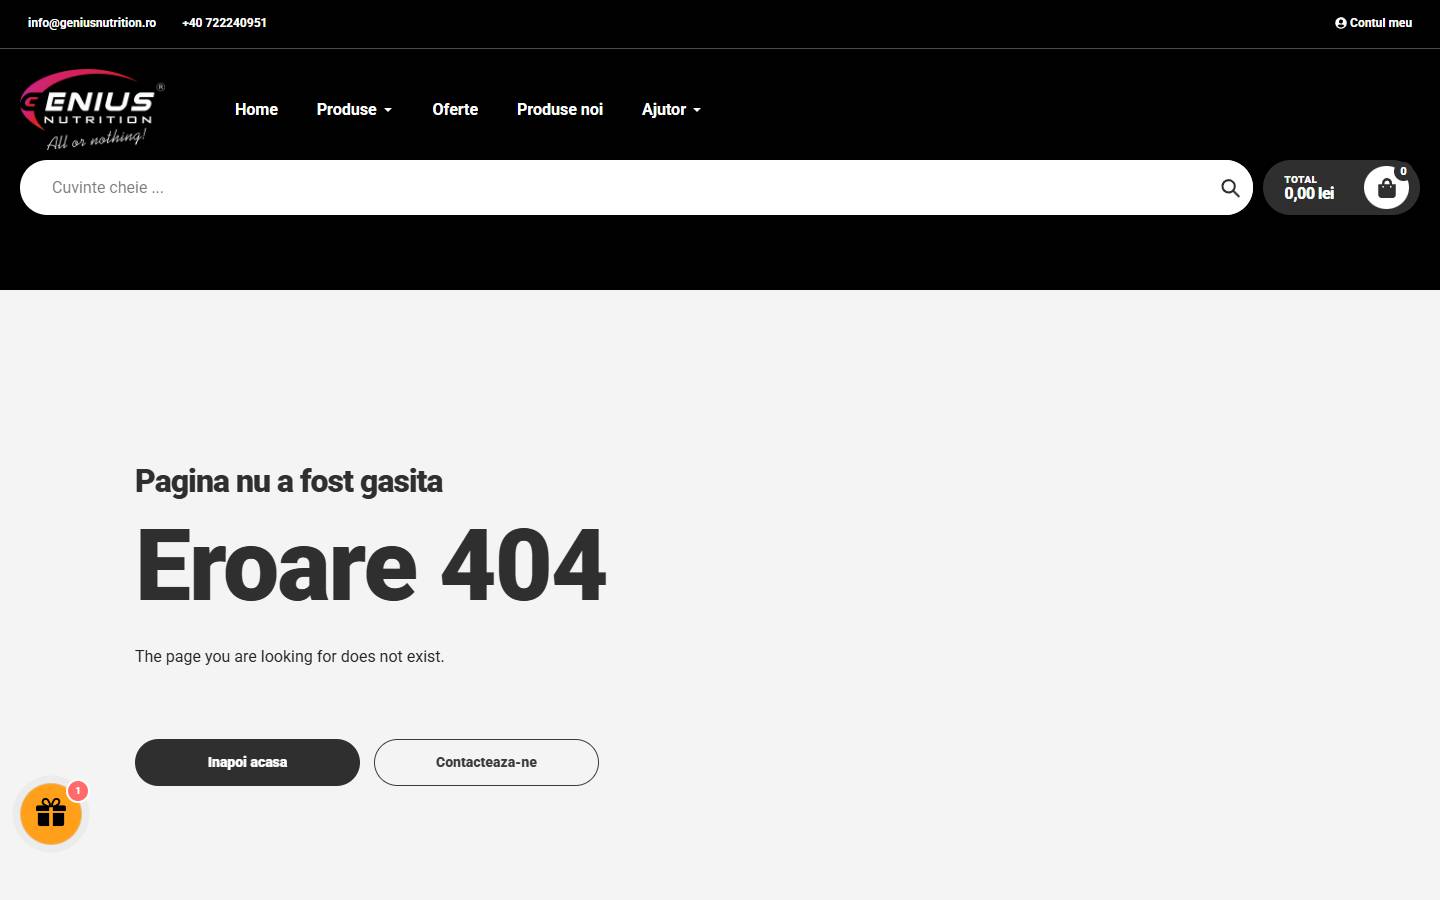 info@geniusnutrition.ro +40 722240951 Contul meu
GENIUS ®
NUTRITION
All or nothing!
Home Produse Oferte Produse noi Ajutor
Cuvinte cheie ...
TOTAL
0,00 lei
0
Pagina nu a fost gasita
Eroare 404
The page you are looking for does not exist.
Inapoi acasa Contacteaza-ne
1